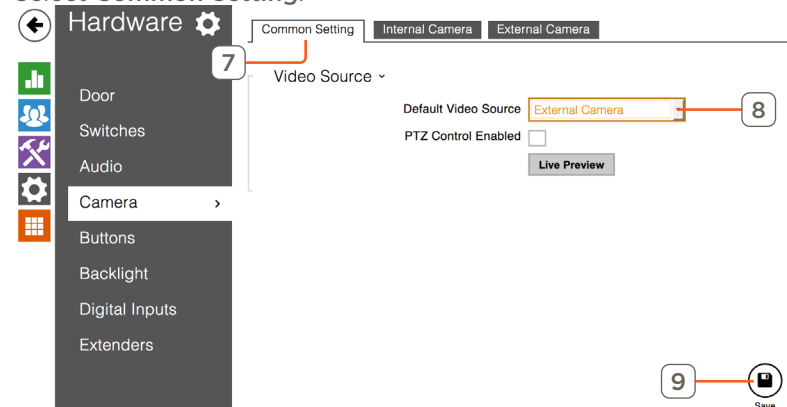 Select Common Setting.
Hardware
Common Setting
Internal Camera
External Camera
7
Video Source
Door
Default Video Source
External Camera
8
Switches
PTZ Control Enabled
Audio
Live Preview
Camera
Buttons
Backlight
Digital Inputs
Extenders
9
Save